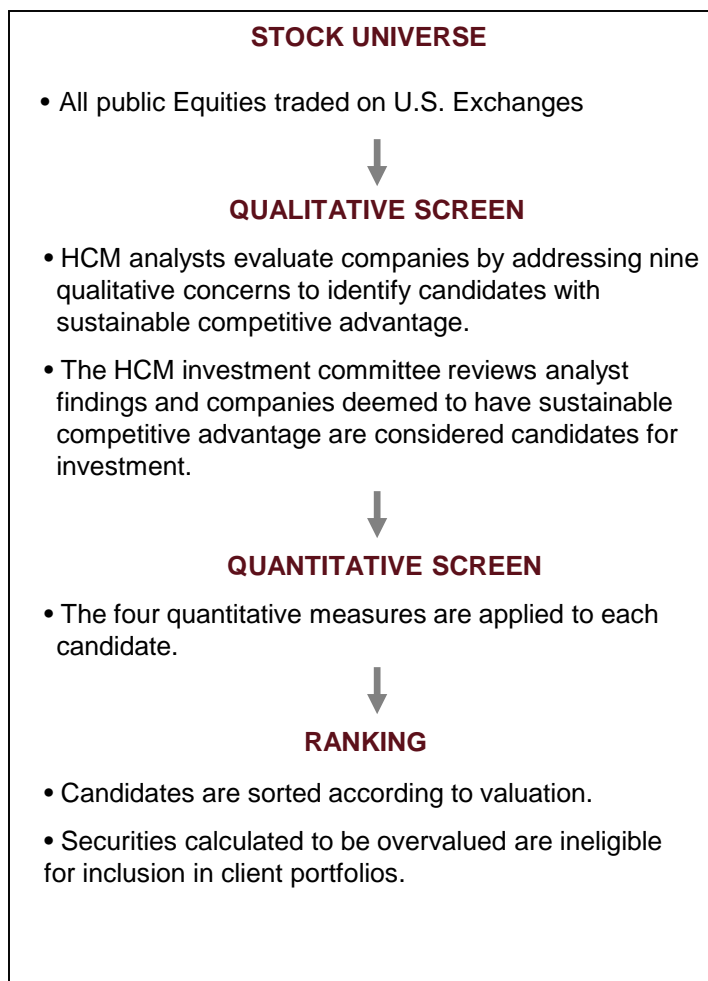 STOCK UNIVERSE
• All public Equities traded on U.S. Exchanges
QUALITATIVE SCREEN
• HCM analysts evaluate companies by addressing nine
qualitative concerns to identify candidates with
sustainable competitive advantage.
• The HCM investment committee reviews analyst
findings and companies deemed to have sustainable
competitive advantage are considered candidates for
investment.
QUANTITATIVE SCREEN
• The four quantitative measures are applied to each
candidate.
RANKING
• Candidates are sorted according to valuation.
• Securities calculated to be overvalued are ineligible
for inclusion in client portfolios.